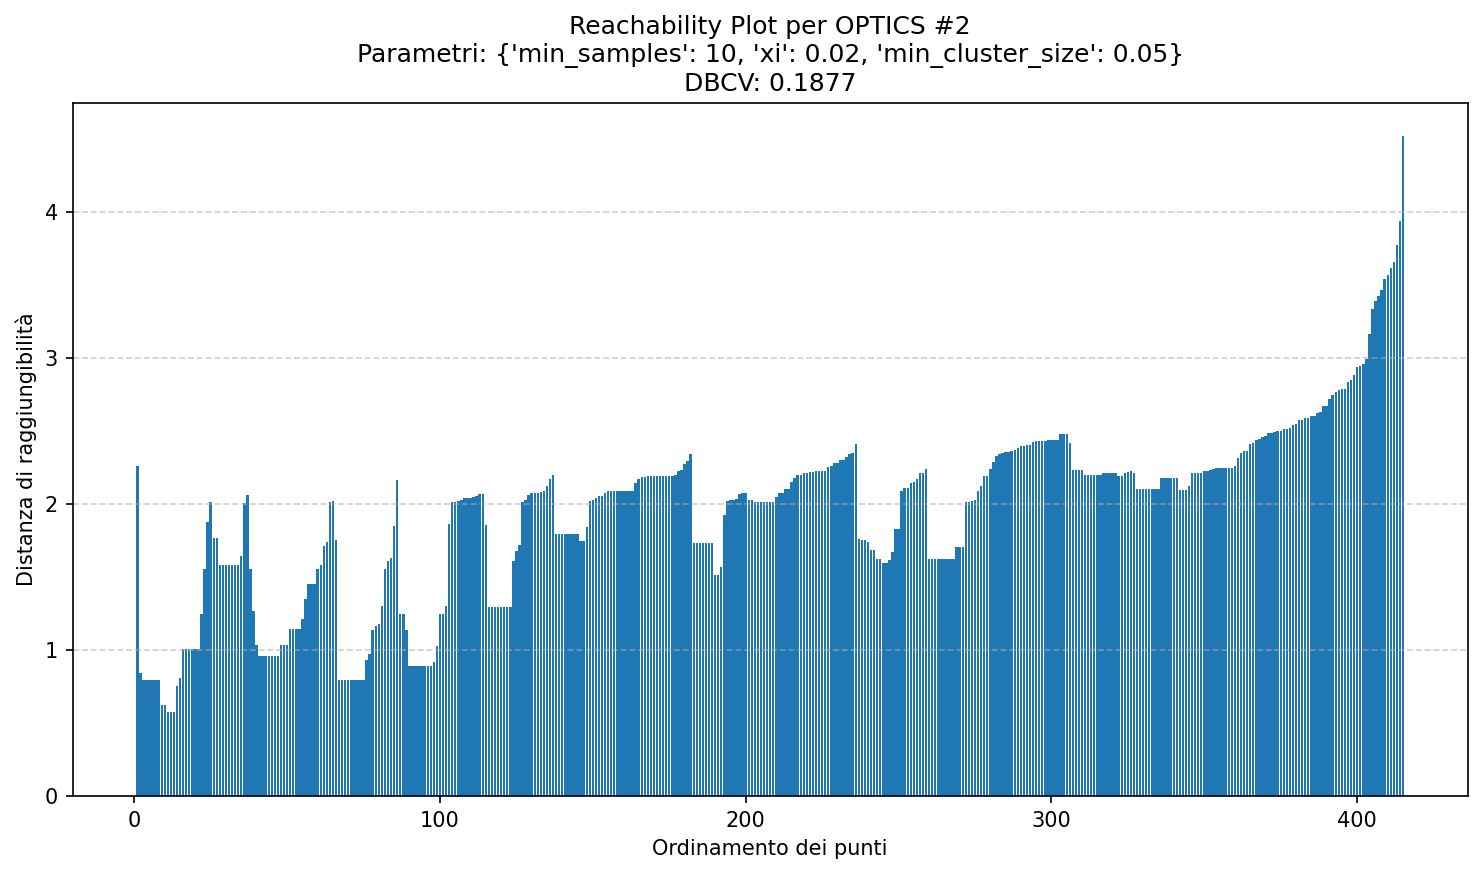 Reachability Plot per OPTICS #2
Parametri: {'min_samples': 10, 'xi': 0.02, 'min_cluster_size': 0.05}
DBCV: 0.1877
4
3
2
1
0
Distanza di raggiungibilità
0 100 200 300 400
Ordinamento dei punti